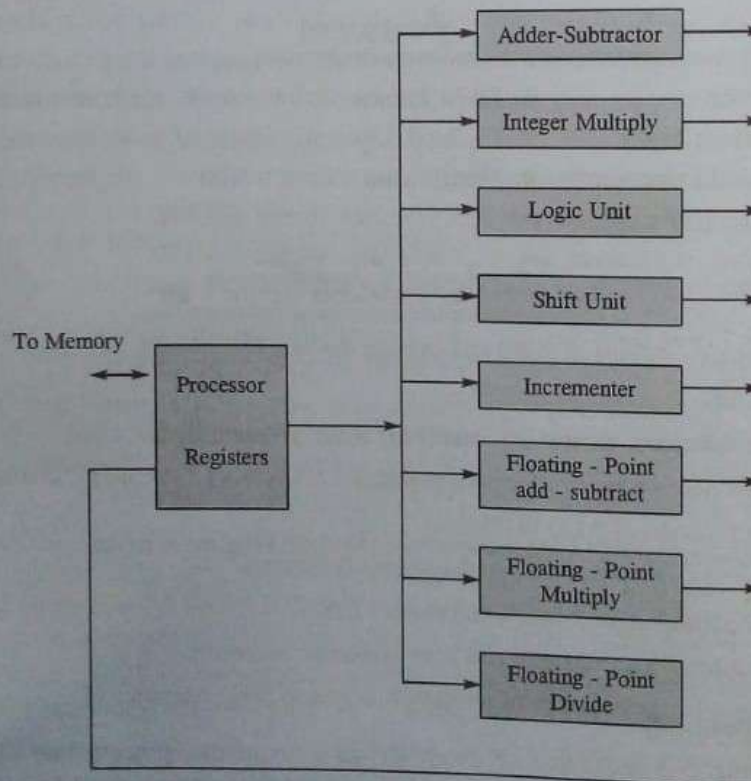 Adder-Subtractor
Integer Multiply
Logic Unit
Shift Unit
To Memory
Processor
Registers
Incrementer
Floating - Point
add - subtract
Floating - Point
Multiply
Floating - Point
Divide